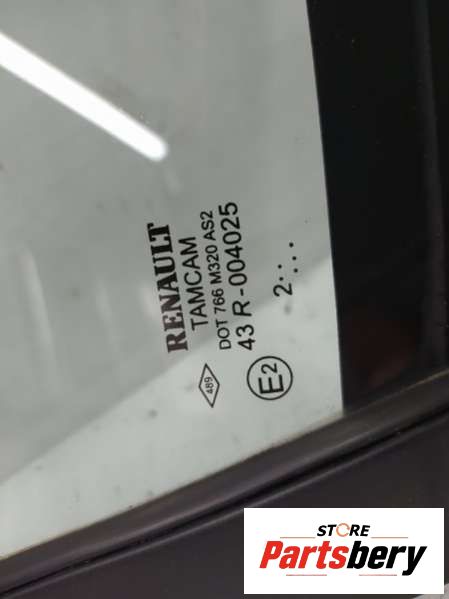 RENAULT
TAMCAM
DOT 766 M320 AS2
43 R-004025
489
E2
2··...
STORE
Partsbery